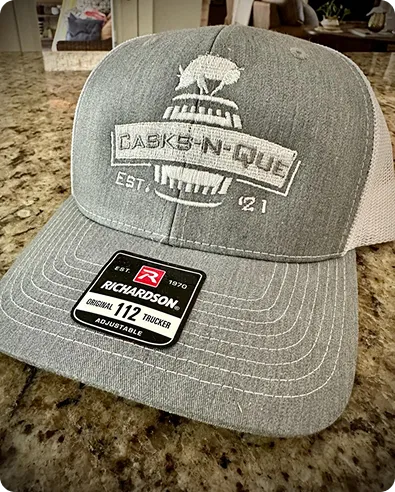 CASKS-N-QUE
EST. '21
EST. R 1970
RICHARDSON®
ORIGINAL 112 TRUCKER
ADJUSTABLE